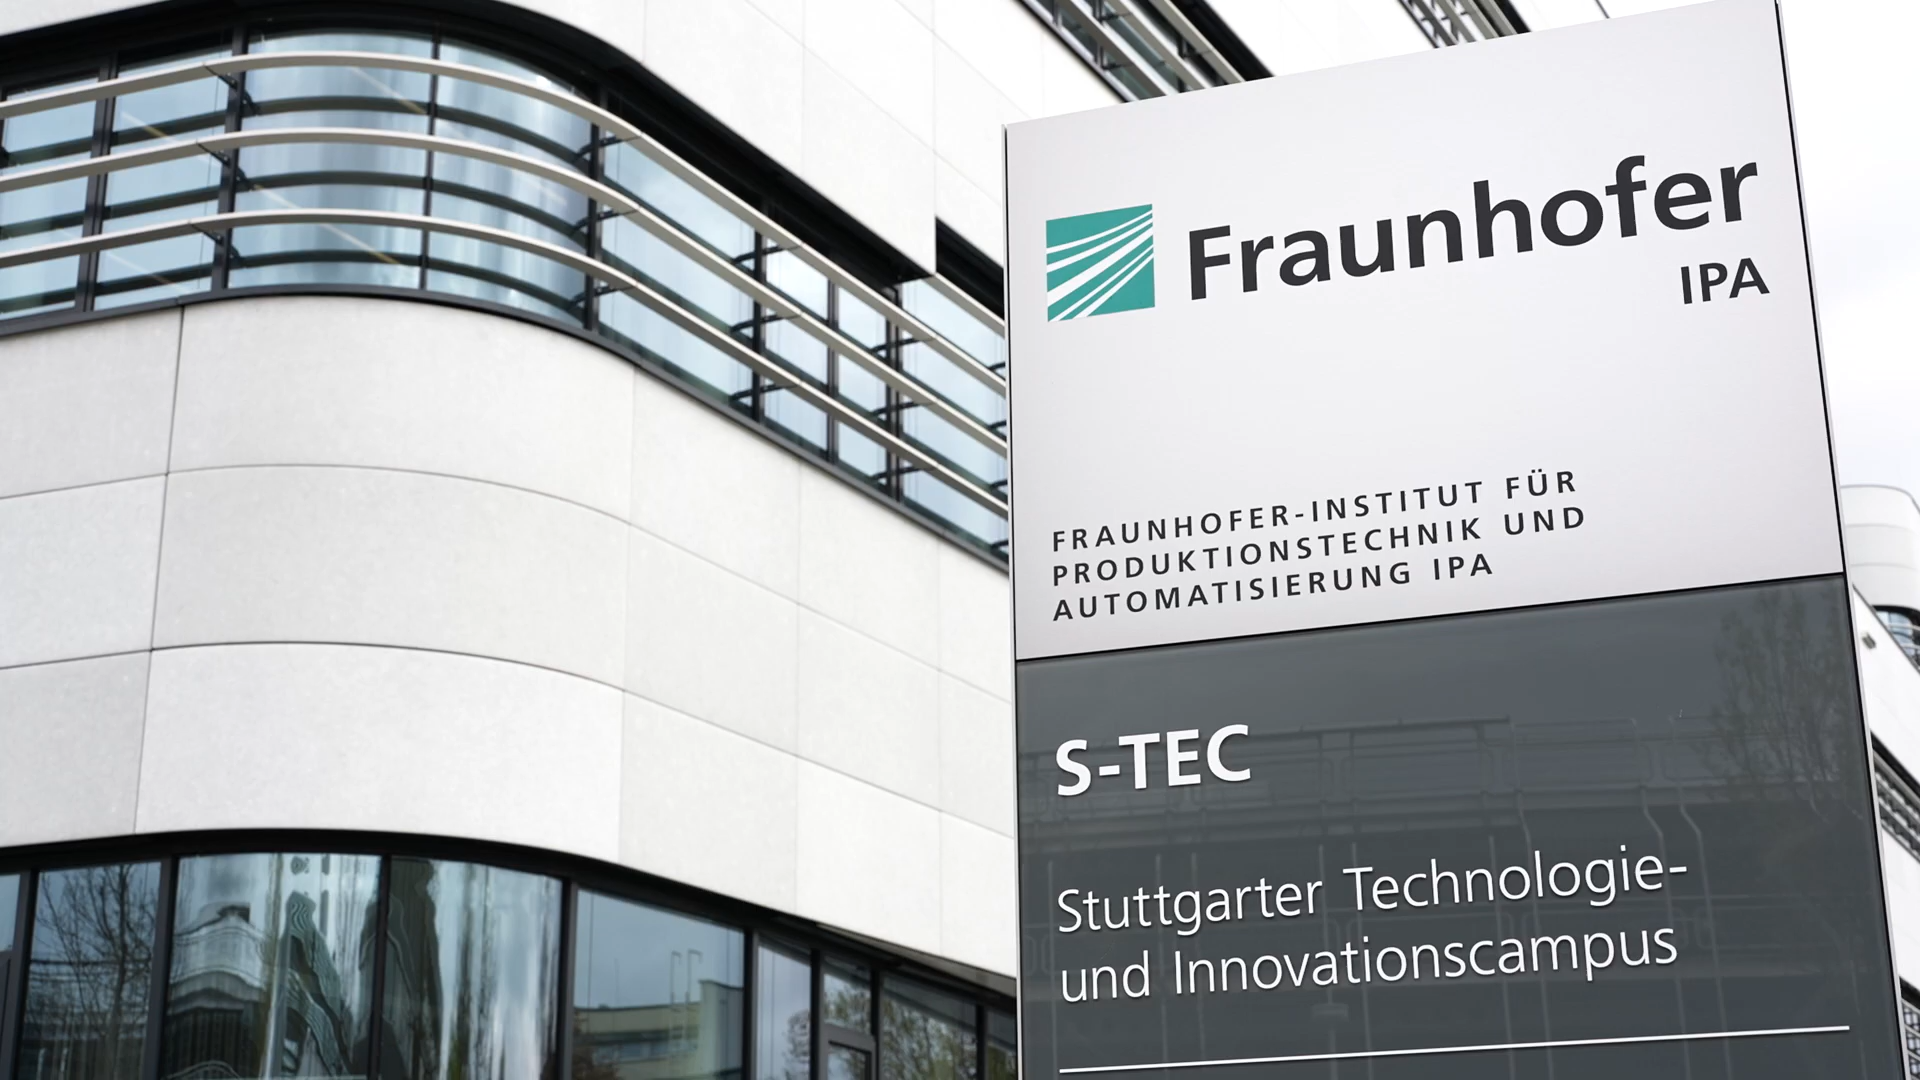 Fraunhofer
IPA
FRAUNHOFER-INSTITUT FÜR
PRODUKTIONSTECHNIK UND
AUTOMATISIERUNG IPA
S-TEC
Stuttgarter Technologie-
und Innovationscampus